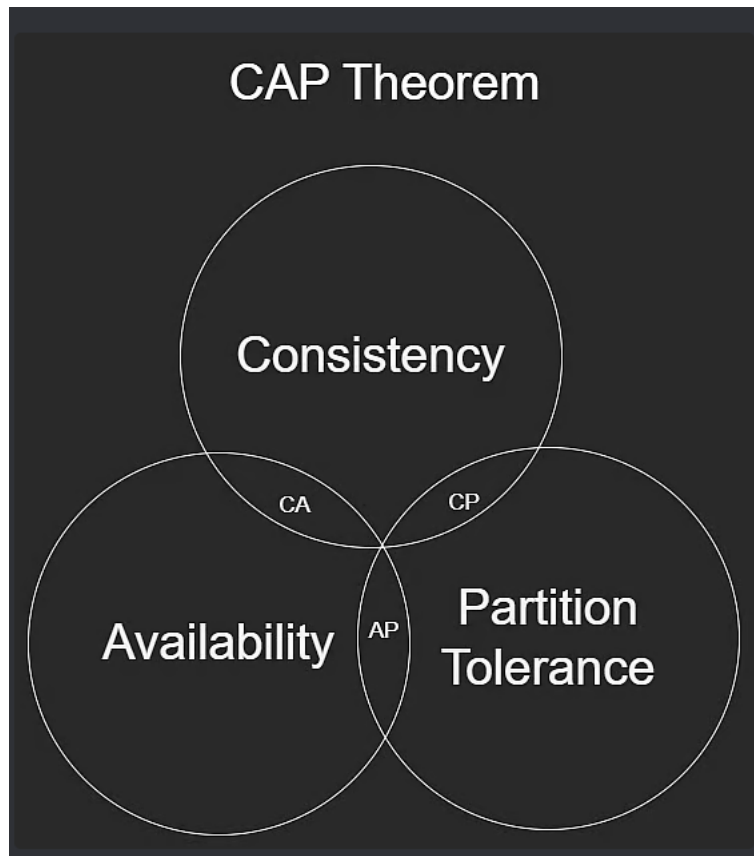 CAP Theorem
Consistency
CA
CP
AP
Availability
Partition
Tolerance